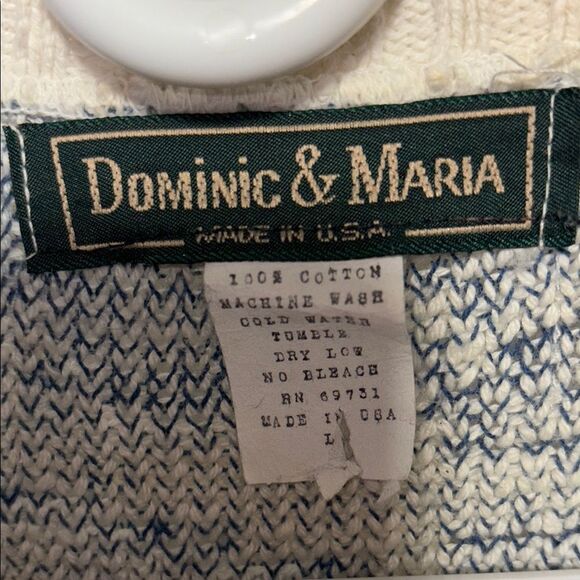 DOMINIC & MARIA
MADE IN U.S.A.
100% COTTON
MACHINE WASH
COLD WATER
TUMBLE
DRY LOW
NO BLEACH
RN 69731
MADE IN USA
L